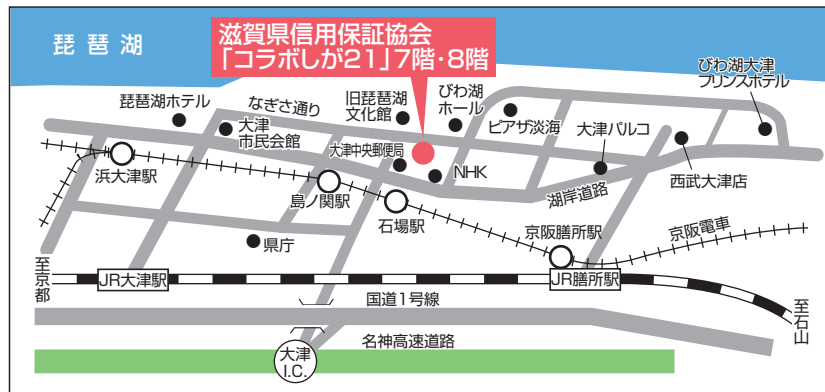 琵琶湖
滋賀県信用保証協会
「コラボしが21」7階・8階
びわ湖大津
プリンスホテル
琵琶湖ホテル
なぎさ通り
旧琵琶湖
文化館
びわ湖
ホール
ピアザ淡海
大津
市民会館
大津中央郵便局
大津パルコ
西武大津店
浜大津駅
NHK
島ノ関駅
湖岸道路
石場駅
京阪膳所駅
京阪電車
県庁
至京都
JR大津駅
JR膳所駅
国道1号線
至石山
名神高速道路
大津
I.C.